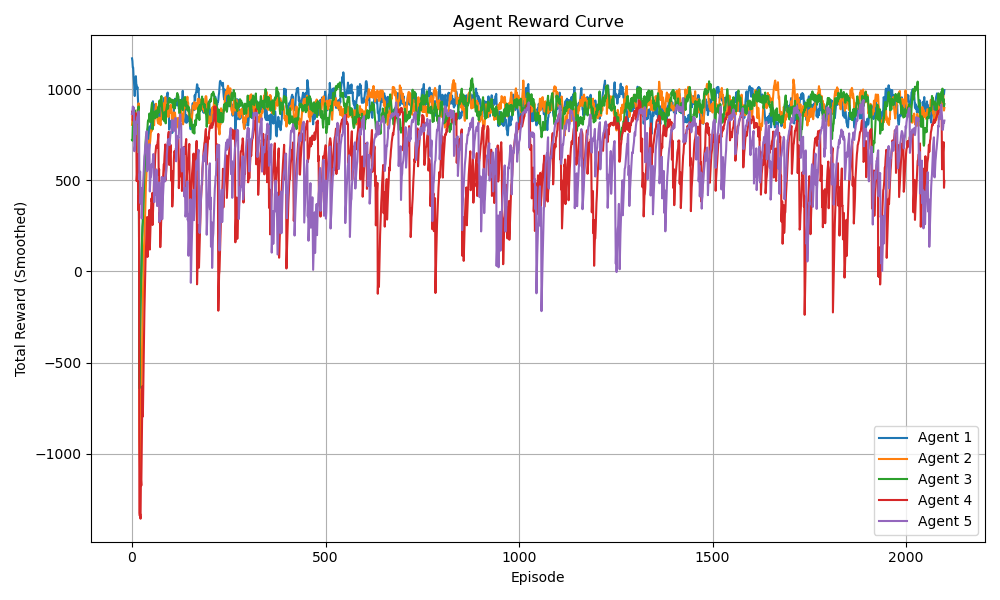 Agent Reward Curve
Total Reward (Smoothed)
1000
500
0
−500
−1000
0
500
1000
1500
2000
Episode
Agent 1
Agent 2
Agent 3
Agent 4
Agent 5